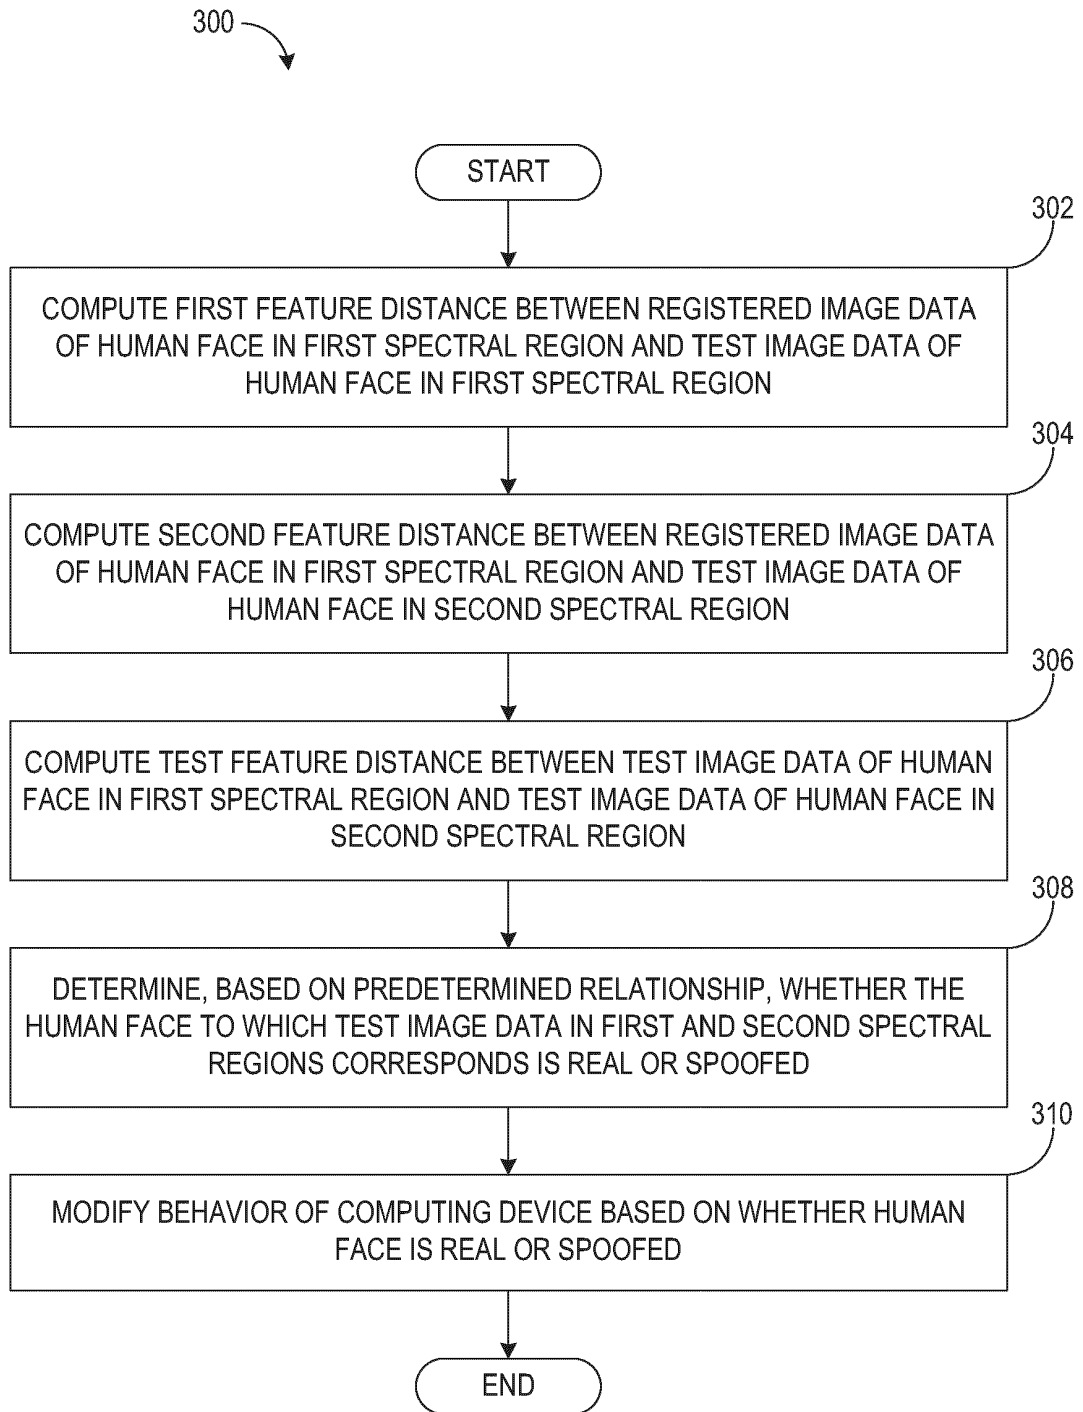 300
START
302
COMPUTE FIRST FEATURE DISTANCE BETWEEN REGISTERED IMAGE DATA
OF HUMAN FACE IN FIRST SPECTRAL REGION AND TEST IMAGE DATA OF
HUMAN FACE IN FIRST SPECTRAL REGION
304
COMPUTE SECOND FEATURE DISTANCE BETWEEN REGISTERED IMAGE DATA
OF HUMAN FACE IN FIRST SPECTRAL REGION AND TEST IMAGE DATA OF
HUMAN FACE IN SECOND SPECTRAL REGION
306
COMPUTE TEST FEATURE DISTANCE BETWEEN TEST IMAGE DATA OF HUMAN
FACE IN FIRST SPECTRAL REGION AND TEST IMAGE DATA OF HUMAN FACE IN
SECOND SPECTRAL REGION
308
DETERMINE, BASED ON PREDETERMINED RELATIONSHIP, WHETHER THE
HUMAN FACE TO WHICH TEST IMAGE DATA IN FIRST AND SECOND SPECTRAL
REGIONS CORRESPONDS IS REAL OR SPOOFED
310
MODIFY BEHAVIOR OF COMPUTING DEVICE BASED ON WHETHER HUMAN
FACE IS REAL OR SPOOFED
END